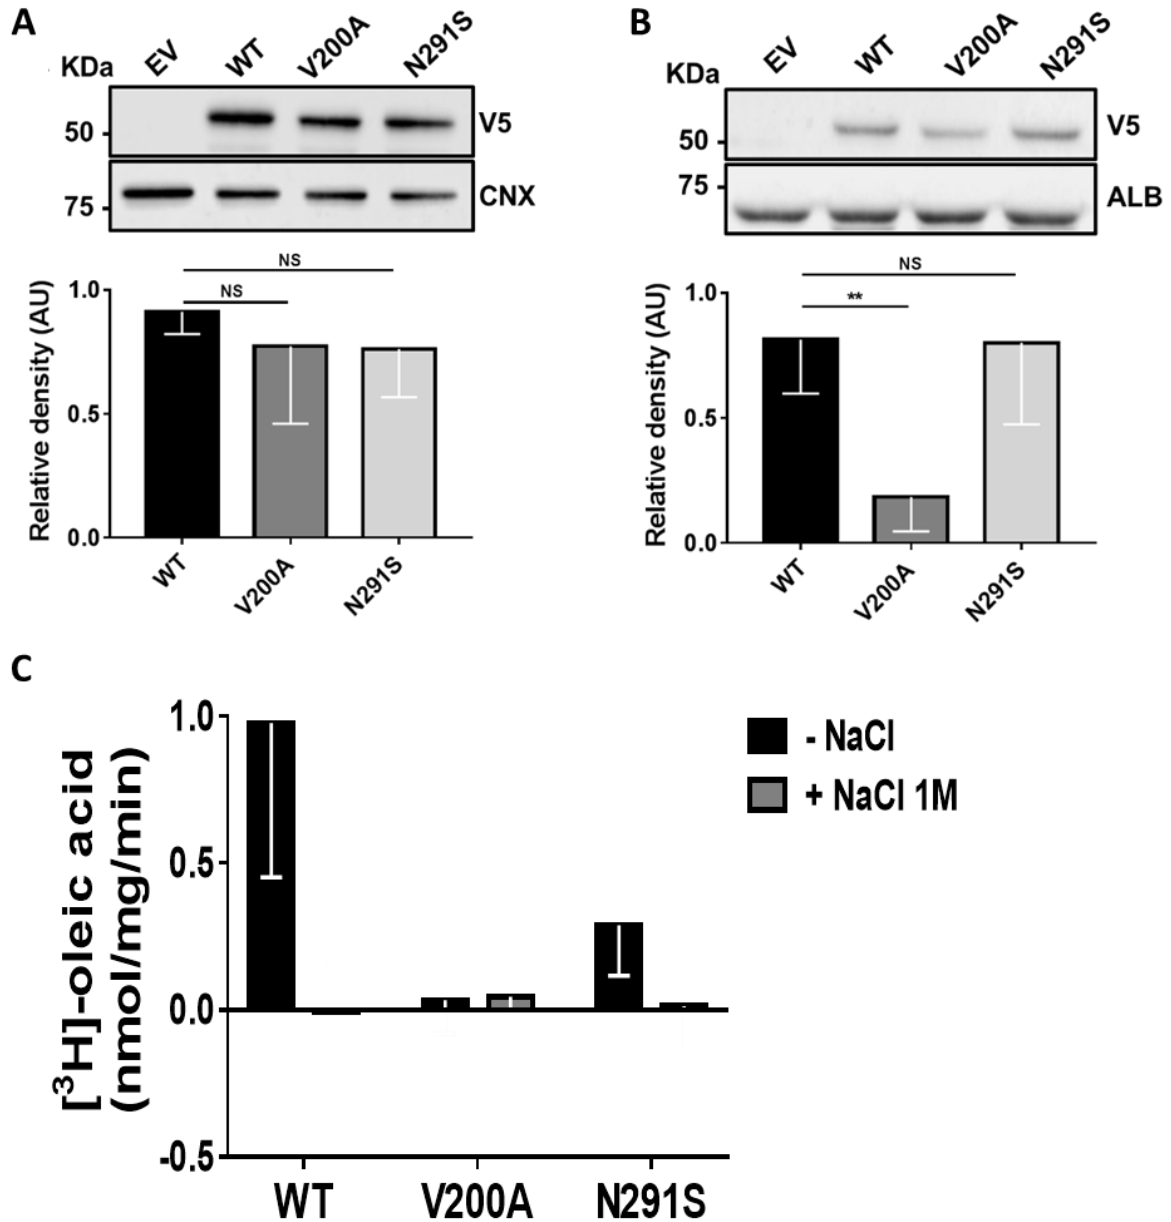 A
KDa EV WT V200A N291S
50 V5
75 CNX
NS
NS
Relative density (AU)
1.0
0.5
0.0
WT V200A N291S
B
KDa EV WT V200A N291S
50 V5
75 ALB
NS
**
Relative density (AU)
1.0
0.5
0.0
WT V200A N291S
C
[³H]-oleic acid
(nmol/mg/min)
1.0
0.5
0.0
-0.5
WT V200A N291S
- NaCl
+ NaCl 1M